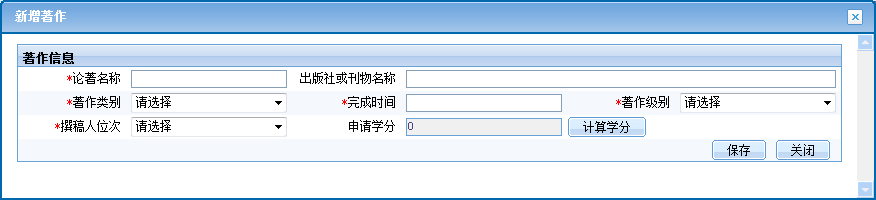 新增著作
著作信息
*论著名称 出版社或刊物名称
*著作类别 请选择 *完成时间 *著作级别 请选择
*撰稿人位次 请选择 申请学分 0 计算学分
保存 关闭